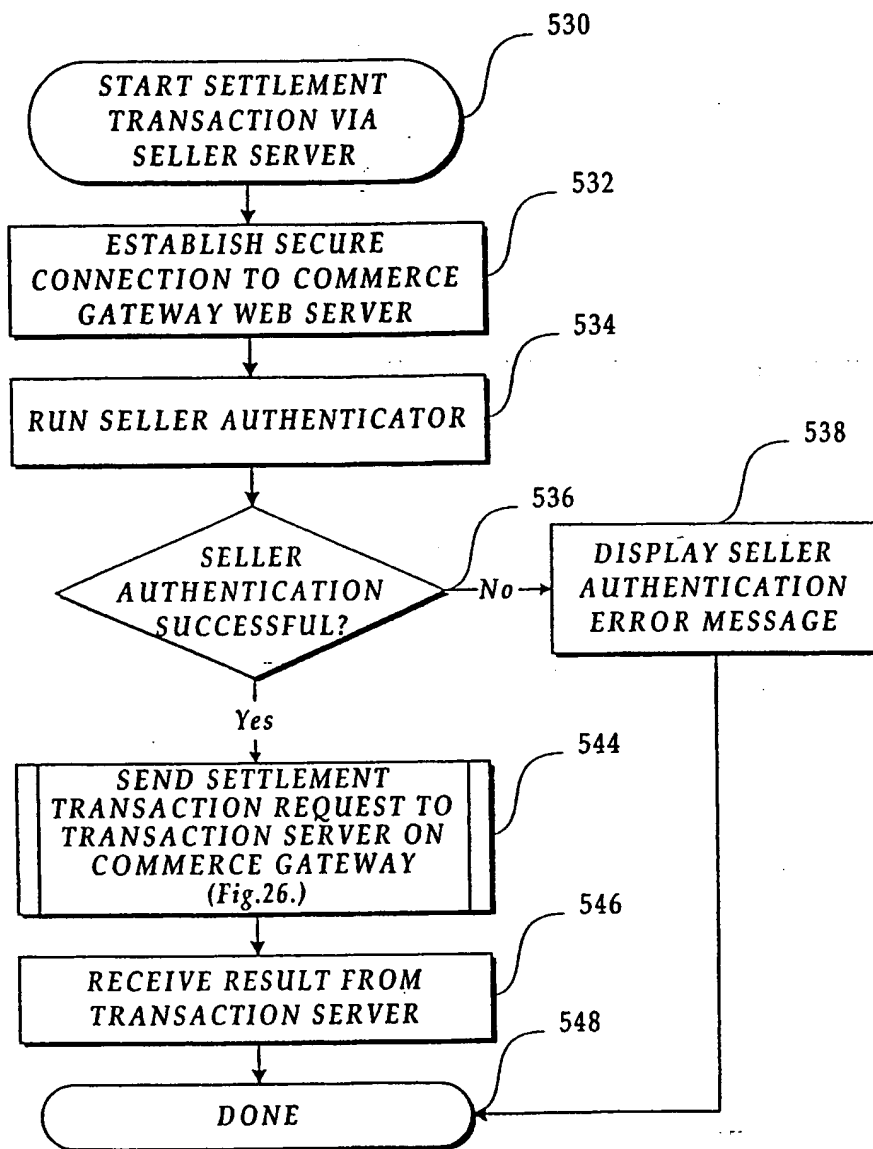 530
START SETTLEMENT
TRANSACTION VIA
SELLER SERVER
532
ESTABLISH SECURE
CONNECTION TO COMMERCE
GATEWAY WEB SERVER
534
RUN SELLER AUTHENTICATOR
536
SELLER
AUTHENTICATION
SUCCESSFUL?
No
538
DISPLAY SELLER
AUTHENTICATION
ERROR MESSAGE
Yes
544
SEND SETTLEMENT
TRANSACTION REQUEST TO
TRANSACTION SERVER ON
COMMERCE GATEWAY
(Fig.26.)
546
RECEIVE RESULT FROM
TRANSACTION SERVER
548
DONE